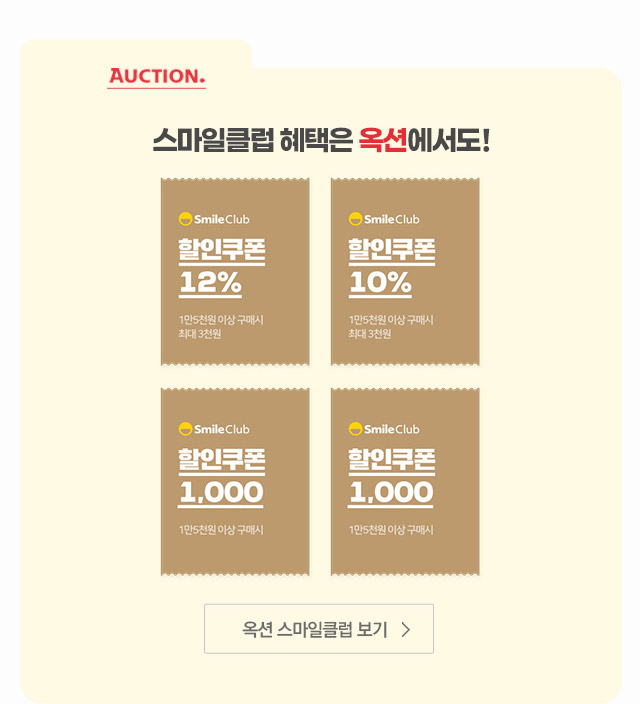 AUCTION.
스마일클럽 혜택은 옥션에서도!
Smile Club
할인쿠폰
12%
1만5천원 이상 구매시
최대 3천원
Smile Club
할인쿠폰
10%
1만5천원 이상 구매시
최대 3천원
Smile Club
할인쿠폰
1,000
1만5천원 이상 구매시
Smile Club
할인쿠폰
1,000
1만5천원 이상 구매시
옥션 스마일클럽 보기 >